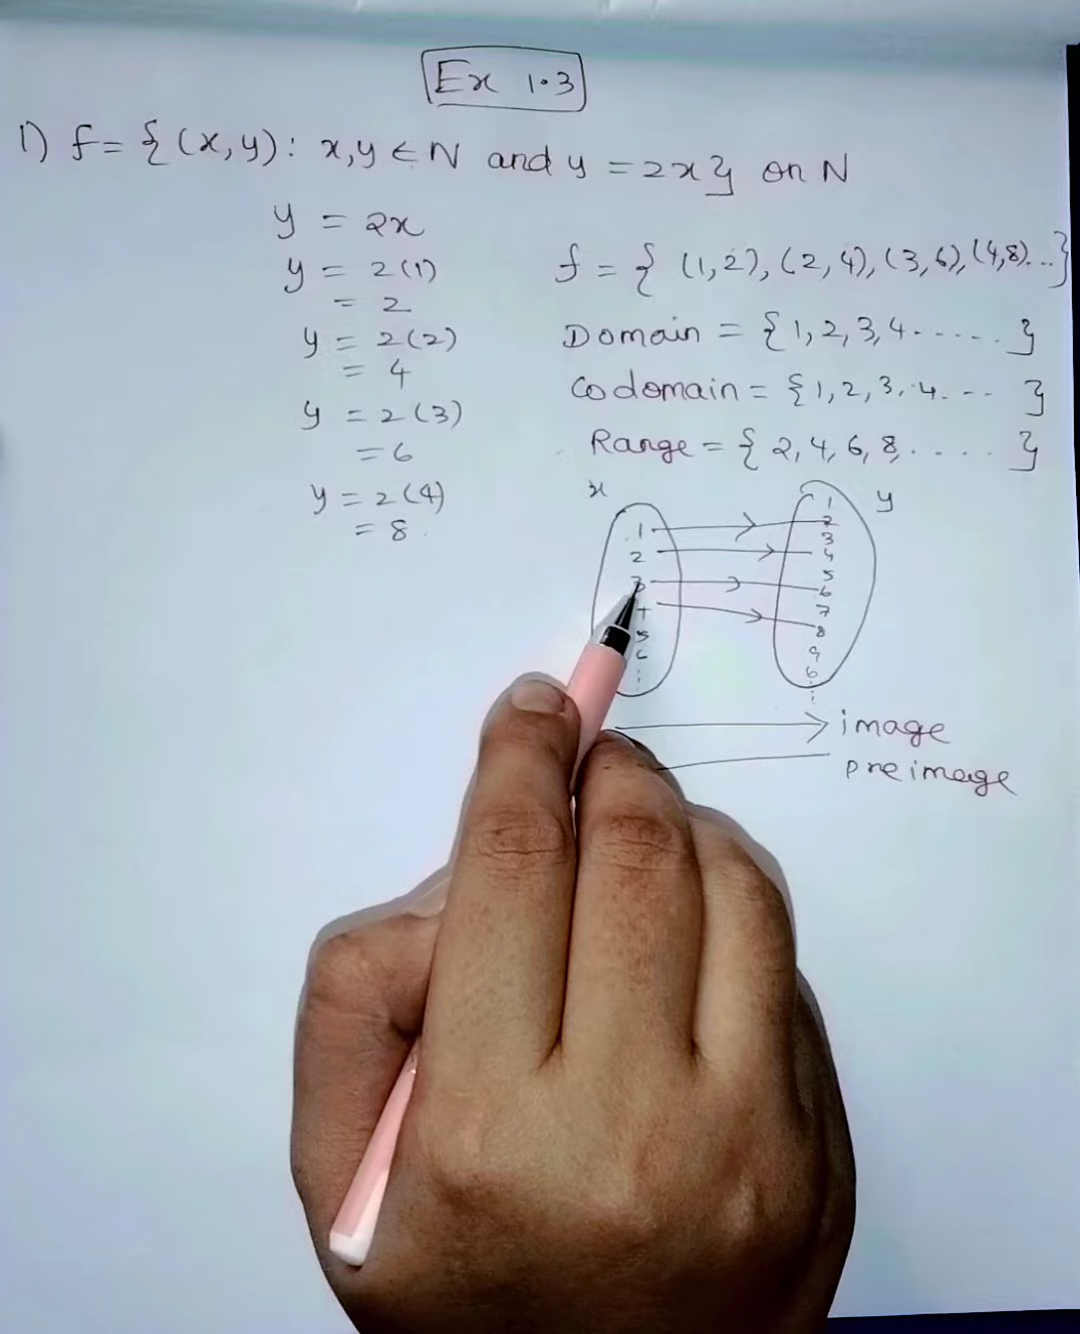 Ex 1.3
1) f = {(x,y): x,y ∈ N and y = 2x} on N
y = 2x
y = 2(1)
= 2
y = 2(2)
= 4
y = 2(3)
= 6
y = 2(4)
= 8
f = { (1,2), (2,4), (3,6), (4,8)...}
Domain = {1, 2, 3, 4 ...... }
Codomain = {1, 2, 3, 4. ... }
Range = { 2, 4, 6, 8, ..... }
x y
1
2
3
4
5
⋮
1
2
3
4
5
6
7
8
9
⋮
image
preimage